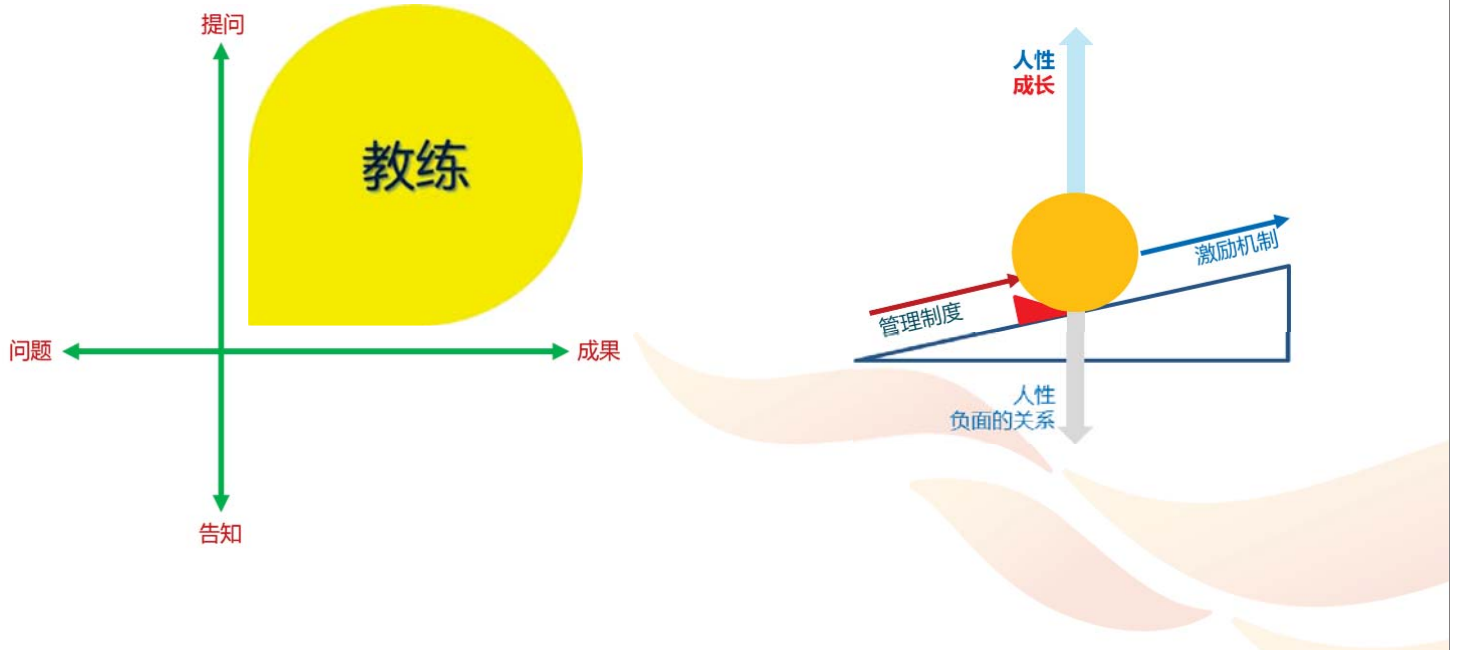 提问
教练
问题
成果
告知
人性
成长
激励机制
管理制度
人性
负面的关系